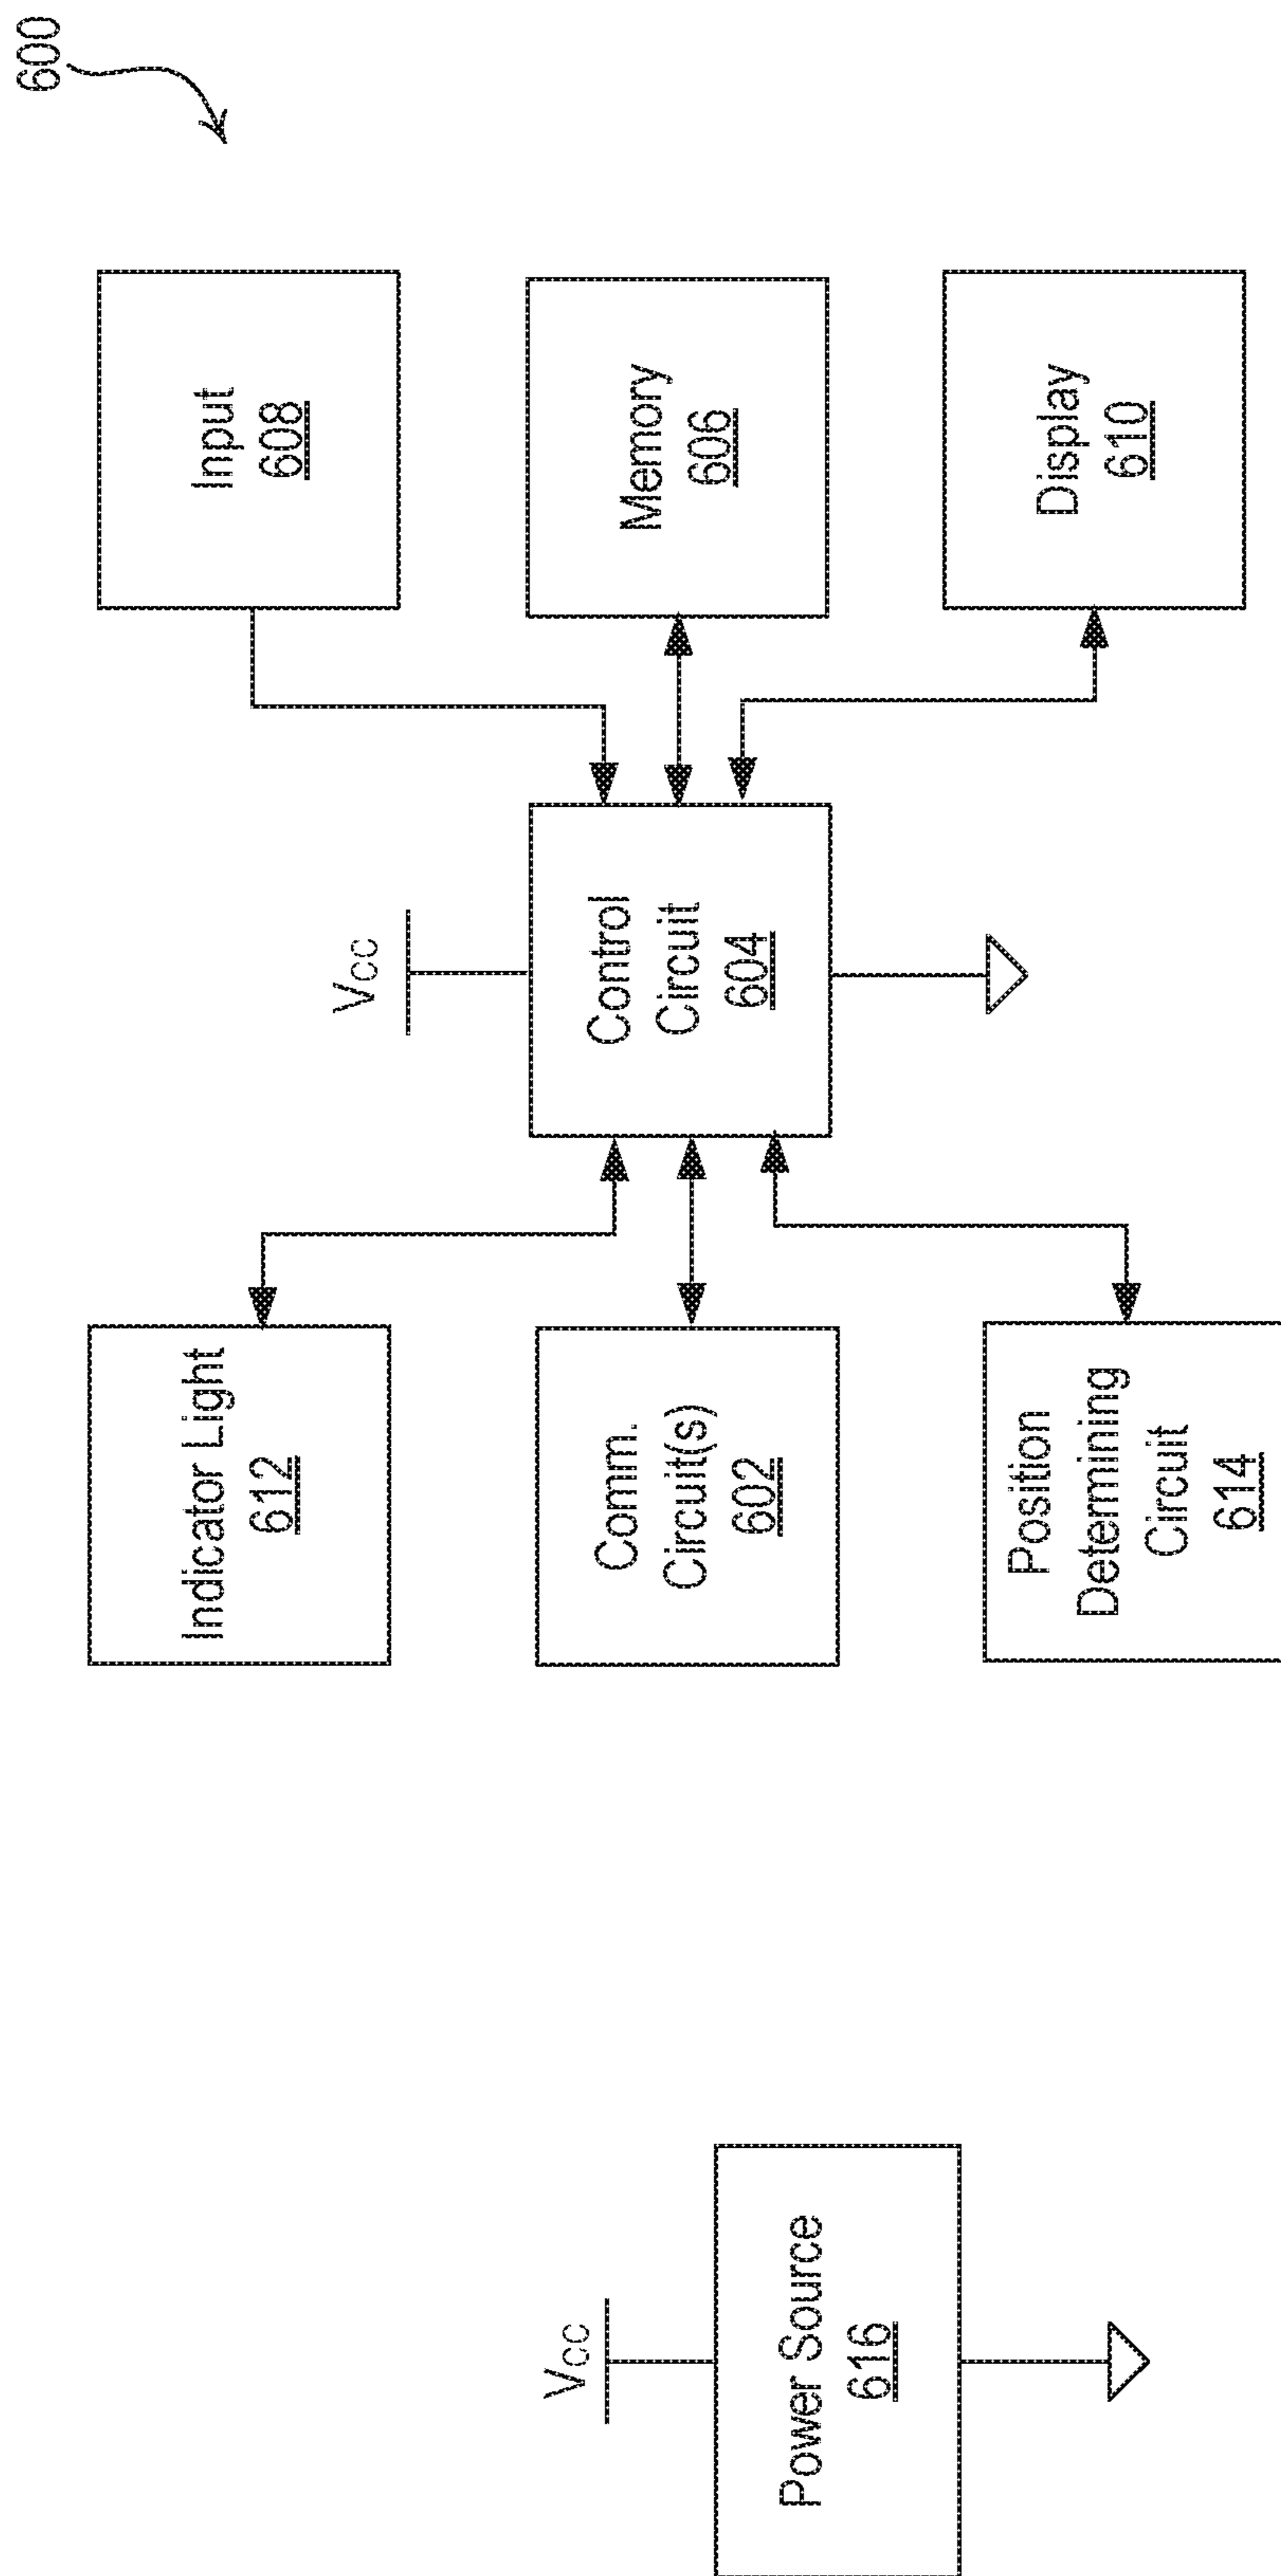 600
Vcc
Indicator Light
612
Input
608
Vcc
Power Source
616
Comm.
Circuit(s)
602
Control
Circuit
604
Memory
606
Position
Determining
Circuit
614
Display
610